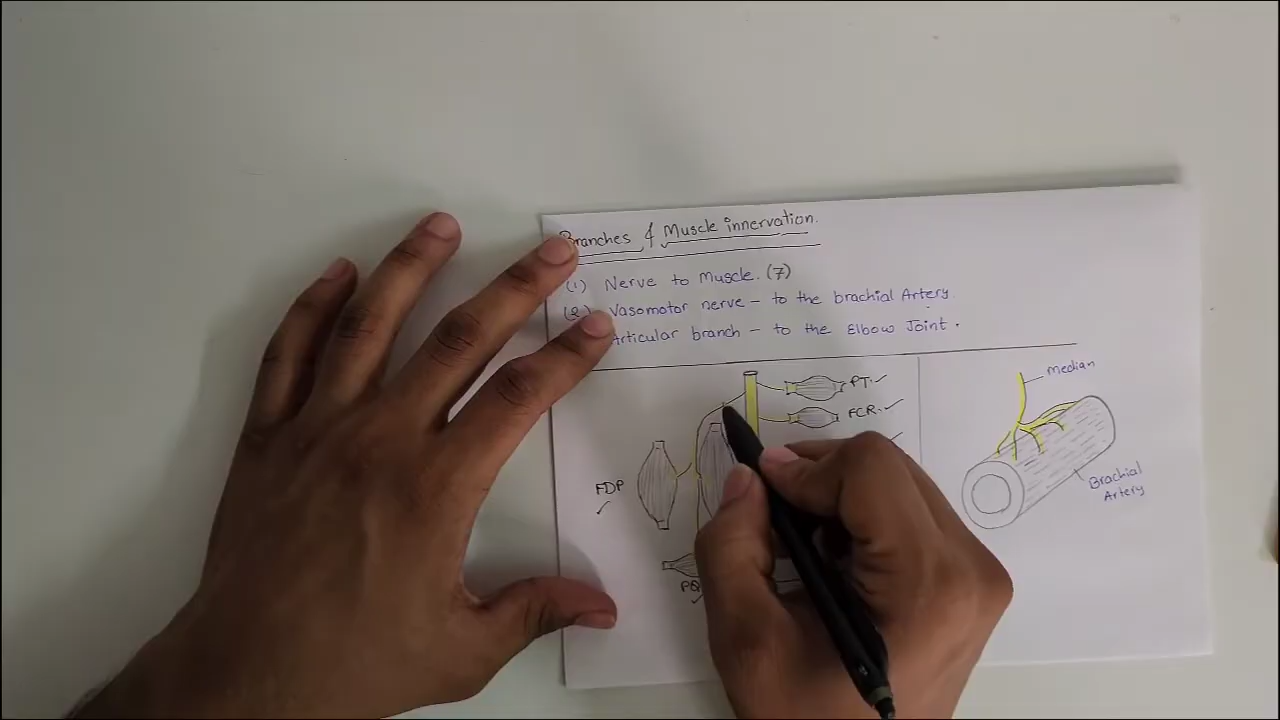 Branches & Muscle innervation.
(1) Nerve to Muscle. (7)
(2) Vasomotor nerve - to the brachial Artery.
Articular branch - to the Elbow Joint.
PT.
FCR.
FDP
Median
Brachial
Artery